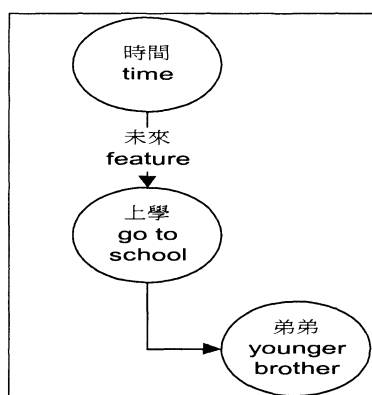 時間
time
未來
feature
上學
go to
school
弟弟
younger
brother